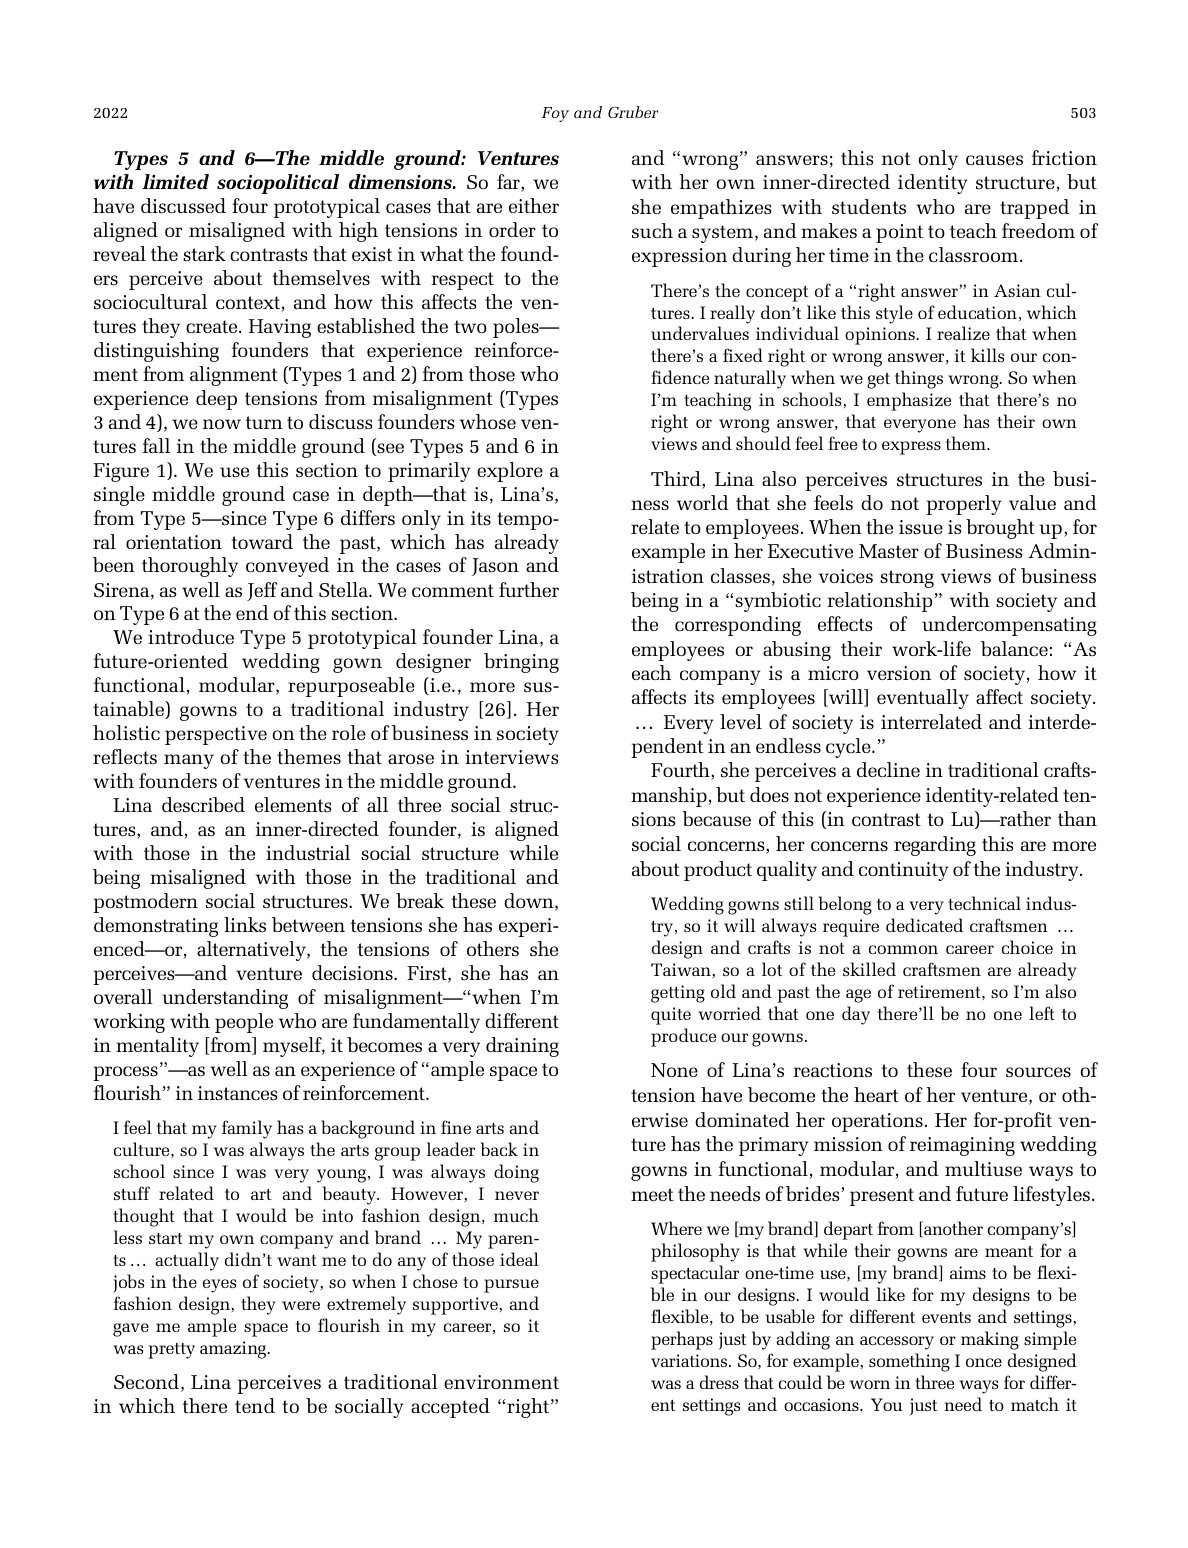 2022
Foy and Gruber
503
Types 5 and 6—The middle ground: Ventures
with limited sociopolitical dimensions. So far, we
have discussed four prototypical cases that are either
aligned or misaligned with high tensions in order to
reveal the stark contrasts that exist in what the found-
ers perceive about themselves with respect to the
sociocultural context, and how this affects the ven-
tures they create. Having established the two poles—
distinguishing founders that experience reinforce-
ment from alignment (Types 1 and 2) from those who
experience deep tensions from misalignment (Types
3 and 4), we now turn to discuss founders whose ven-
tures fall in the middle ground (see Types 5 and 6 in
Figure 1). We use this section to primarily explore a
single middle ground case in depth—that is, Lina’s,
from Type 5—since Type 6 differs only in its tempo-
ral orientation toward the past, which has already
been thoroughly conveyed in the cases of Jason and
Sirena, as well as Jeff and Stella. We comment further
on Type 6 at the end of this section.
We introduce Type 5 prototypical founder Lina, a
future-oriented wedding gown designer bringing
functional, modular, repurposeable (i.e., more sus-
tainable) gowns to a traditional industry [26]. Her
holistic perspective on the role of business in society
reflects many of the themes that arose in interviews
with founders of ventures in the middle ground.
Lina described elements of all three social struc-
tures, and, as an inner-directed founder, is aligned
with those in the industrial social structure while
being misaligned with those in the traditional and
postmodern social structures. We break these down,
demonstrating links between tensions she has experi-
enced—or, alternatively, the tensions of others she
perceives—and venture decisions. First, she has an
overall understanding of misalignment—“when I’m
working with people who are fundamentally different
in mentality [from] myself, it becomes a very draining
process”—as well as an experience of “ample space to
flourish” in instances of reinforcement.
I feel that my family has a background in fine arts and
culture, so I was always the arts group leader back in
school since I was very young, I was always doing
stuff related to art and beauty. However, I never
thought that I would be into fashion design, much
less start my own company and brand … My paren-
ts … actually didn’t want me to do any of those ideal
jobs in the eyes of society, so when I chose to pursue
fashion design, they were extremely supportive, and
gave me ample space to flourish in my career, so it
was pretty amazing.
Second, Lina perceives a traditional environment
in which there tend to be socially accepted “right”
and “wrong” answers; this not only causes friction
with her own inner-directed identity structure, but
she empathizes with students who are trapped in
such a system, and makes a point to teach freedom of
expression during her time in the classroom.
There’s the concept of a “right answer” in Asian cul-
tures. I really don’t like this style of education, which
undervalues individual opinions. I realize that when
there’s a fixed right or wrong answer, it kills our con-
fidence naturally when we get things wrong. So when
I’m teaching in schools, I emphasize that there’s no
right or wrong answer, that everyone has their own
views and should feel free to express them.
Third, Lina also perceives structures in the busi-
ness world that she feels do not properly value and
relate to employees. When the issue is brought up, for
example in her Executive Master of Business Admin-
istration classes, she voices strong views of business
being in a “symbiotic relationship” with society and
the corresponding effects of undercompensating
employees or abusing their work-life balance: “As
each company is a micro version of society, how it
affects its employees [will] eventually affect society.
… Every level of society is interrelated and interde-
pendent in an endless cycle.”
Fourth, she perceives a decline in traditional crafts-
manship, but does not experience identity-related ten-
sions because of this (in contrast to Lu)—rather than
social concerns, her concerns regarding this are more
about product quality and continuity of the industry.
Wedding gowns still belong to a very technical indus-
try, so it will always require dedicated craftsmen …
design and crafts is not a common career choice in
Taiwan, so a lot of the skilled craftsmen are already
getting old and past the age of retirement, so I’m also
quite worried that one day there’ll be no one left to
produce our gowns.
None of Lina’s reactions to these four sources of
tension have become the heart of her venture, or oth-
erwise dominated her operations. Her for-profit ven-
ture has the primary mission of reimagining wedding
gowns in functional, modular, and multiuse ways to
meet the needs of brides’ present and future lifestyles.
Where we [my brand] depart from [another company’s]
philosophy is that while their gowns are meant for a
spectacular one-time use, [my brand] aims to be flexi-
ble in our designs. I would like for my designs to be
flexible, to be usable for different events and settings,
perhaps just by adding an accessory or making simple
variations. So, for example, something I once designed
was a dress that could be worn in three ways for differ-
ent settings and occasions. You just need to match it